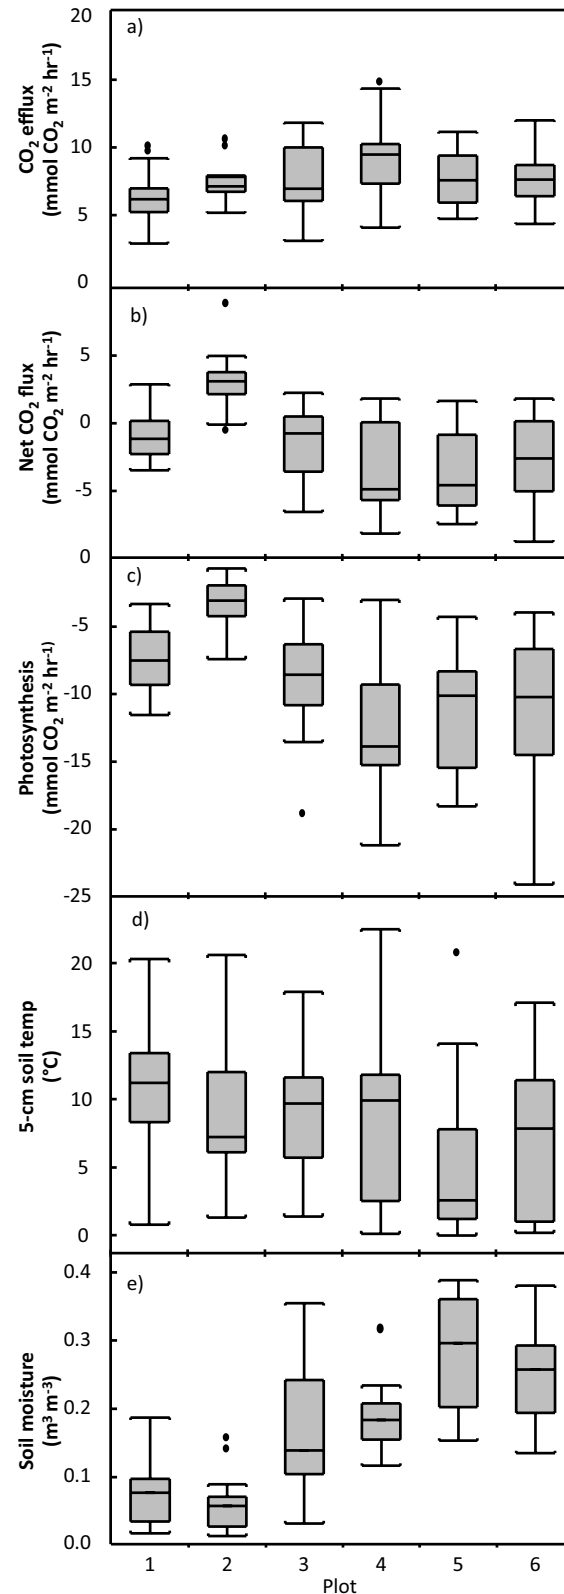 a)
CO2 efflux
(mmol CO2 m-2 hr-1)
20
15
10
5
0
b)
Net CO2 flux
(mmol CO2 m-2 hr-1)
5
0
-5
0
c)
Photosynthesis
(mmol CO2 m-2 hr-1)
-5
-10
-15
-20
-25
d)
5-cm soil temp
(°C)
20
15
10
5
0
e)
Soil moisture
(m3 m-3)
0.4
0.3
0.2
0.1
0.0
1 2 3 4 5 6
Plot